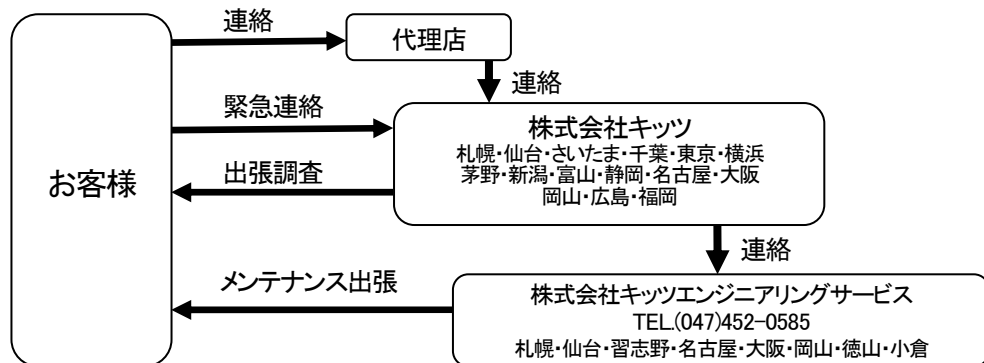 連絡
代理店
連絡
緊急連絡
株式会社キッツ
札幌・仙台・さいたま・千葉・東京・横浜
茅野・新潟・富山・静岡・名古屋・大阪
岡山・広島・福岡
出張調査
お客様
連絡
メンテナンス出張
株式会社キッツエンジニアリングサービス
TEL.(047)452-0585
札幌・仙台・習志野・名古屋・大阪・岡山・徳山・小倉